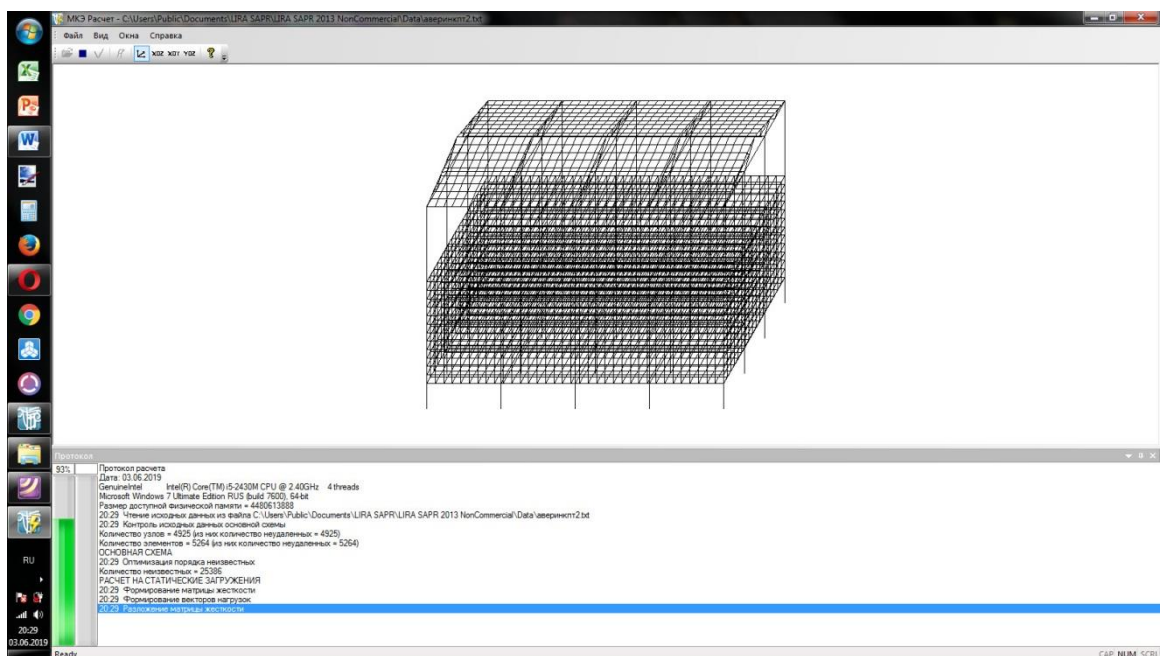 МКЭ Расчет - C:\Users\Public\Documents\LIRA SAPR\LIRA SAPR 2013 NonCommercial\Data\аверинкпт2.txt
Файл Вид Окна Справка
XOZ XOY YOZ
Протокол
93%
Протокол расчета
Дата: 03.06.2019
GenuineIntel Intel(R) Core(TM) i5-2430M CPU @ 2.40GHz 4 threads
Microsoft Windows 7 Ultimate Edition RUS (build 7600), 64-bit
Размер доступной физической памяти = 4480613888
20:29 Чтение исходных данных из файла C:\Users\Public\Documents\LIRA SAPR\LIRA SAPR 2013 NonCommercial\Data\аверинкпт2.txt
20:29 Контроль исходных данных основной схемы
Количество узлов = 4925 (из них количество неудаленных = 4925)
Количество элементов = 5264 (из них количество неудаленных = 5264)
ОСНОВНАЯ СХЕМА
20:29 Оптимизация порядка неизвестных
Количество неизвестных = 25386
РАСЧЕТ НА СТАТИЧЕСКИЕ ЗАГРУЖЕНИЯ
20:29 Формирование матрицы жесткости
20:29 Формирование векторов нагрузок
20:29 Разложение матрицы жесткости
RU
20:29
03.06.2019
Ready
CAP NUM SCRL